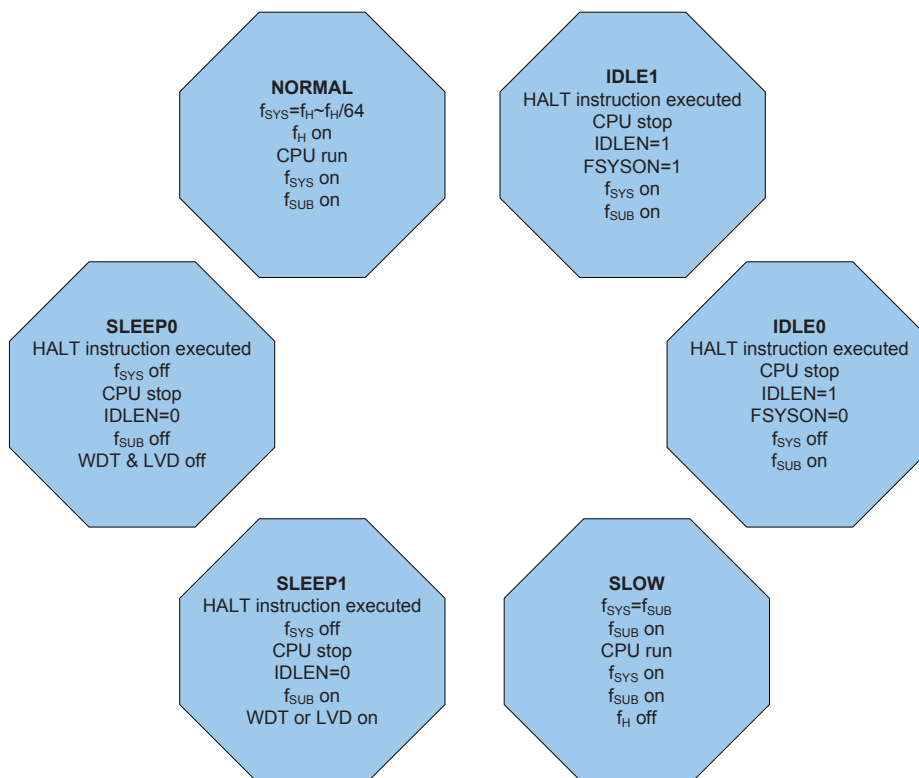 NORMAL
fSYS=fH~fH/64
fH on
CPU run
fSYS on
fSUB on
IDLE1
HALT instruction executed
CPU stop
IDLEN=1
FSYSON=1
fSYS on
fSUB on
SLEEP0
HALT instruction executed
fSYS off
CPU stop
IDLEN=0
fSUB off
WDT & LVD off
IDLE0
HALT instruction executed
CPU stop
IDLEN=1
FSYSON=0
fSYS off
fSUB on
SLEEP1
HALT instruction executed
fSYS off
CPU stop
IDLEN=0
fSUB on
WDT or LVD on
SLOW
fSYS=fSUB
fSUB on
CPU run
fSYS on
fSUB on
fH off